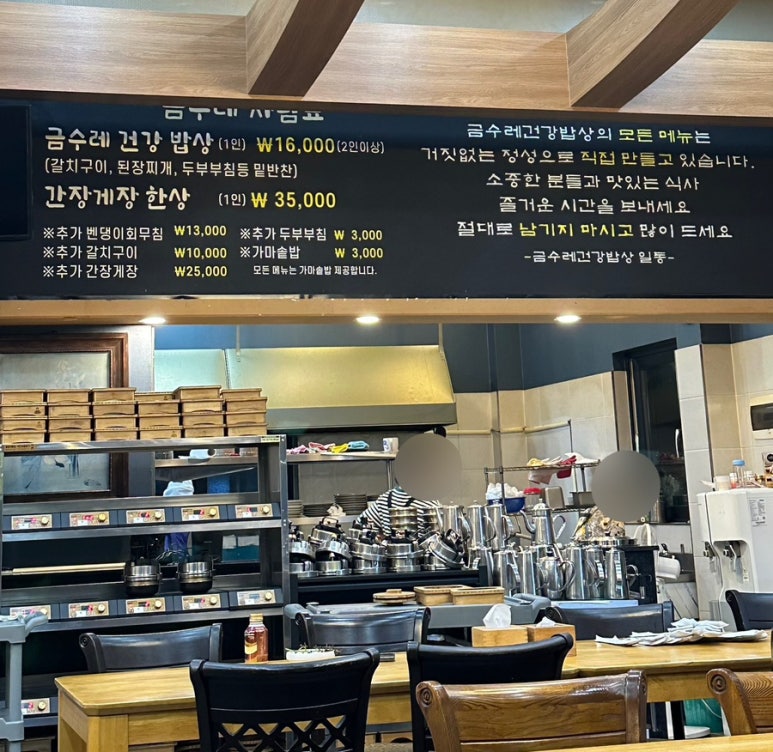 금수레 차림표
금수레 건강 밥상 (1인) ₩16,000 (2인이상)
(갈치구이, 된장찌개, 두부부침등 밑반찬)
간장게장 한상 (1인) ₩ 35,000
※추가 벤댕이회무침 ₩13,000 ※추가 두부부침 ₩ 3,000
※추가 갈치구이 ₩10,000 ※가마솥밥 ₩ 3,000
※추가 간장게장 ₩25,000 모든 메뉴는 가마솥밥 제공합니다.
금수레건강밥상의 모든 메뉴는
거짓없는 정성으로 직접 만들고 있습니다.
소중한 분들과 맛있는 식사
즐거운 시간을 보내세요
절대로 남기지 마시고 많이 드세요
-금수레건강밥상 일동-